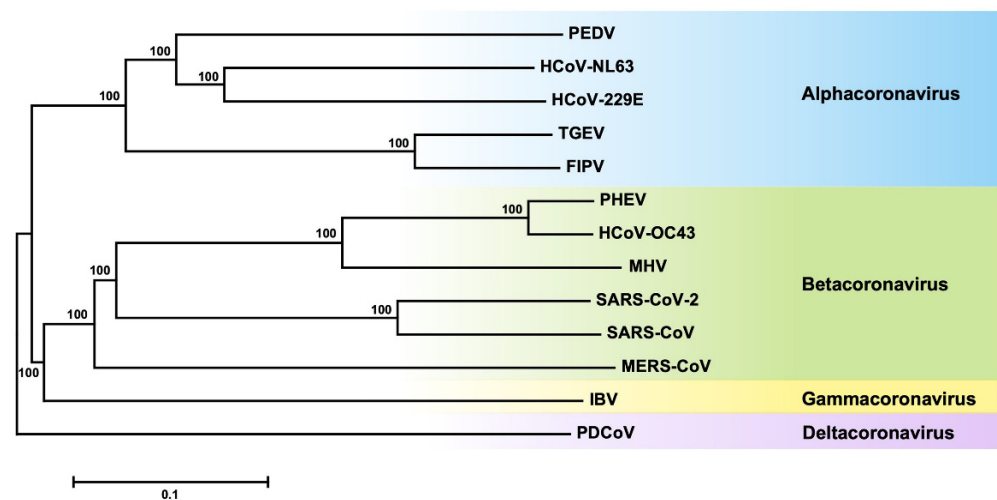 PEDV
100
HCoV-NL63
100
HCoV-229E
Alphacoronavirus
100
TGEV
100
FIPV
PHEV
100
HCoV-OC43
100
MHV
100
Betacoronavirus
SARS-CoV-2
100
SARS-CoV
MERS-CoV
100
IBV
Gammacoronavirus
PDCoV
Deltacoronavirus
0.1